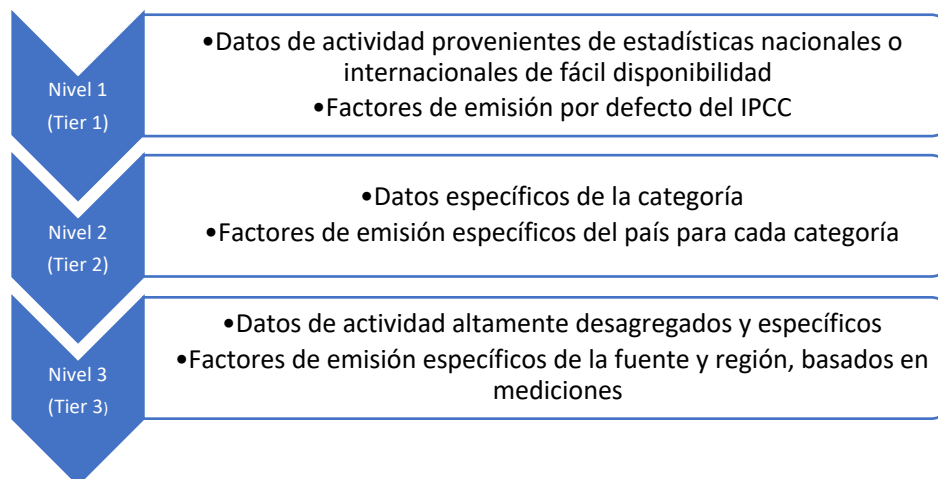 Nivel 1
(Tier 1)
•Datos de actividad provenientes de estadísticas nacionales o
internacionales de fácil disponibilidad
•Factores de emisión por defecto del IPCC
Nivel 2
(Tier 2)
•Datos específicos de la categoría
•Factores de emisión específicos del país para cada categoría
Nivel 3
(Tier 3)
•Datos de actividad altamente desagregados y específicos
•Factores de emisión específicos de la fuente y región, basados en
mediciones